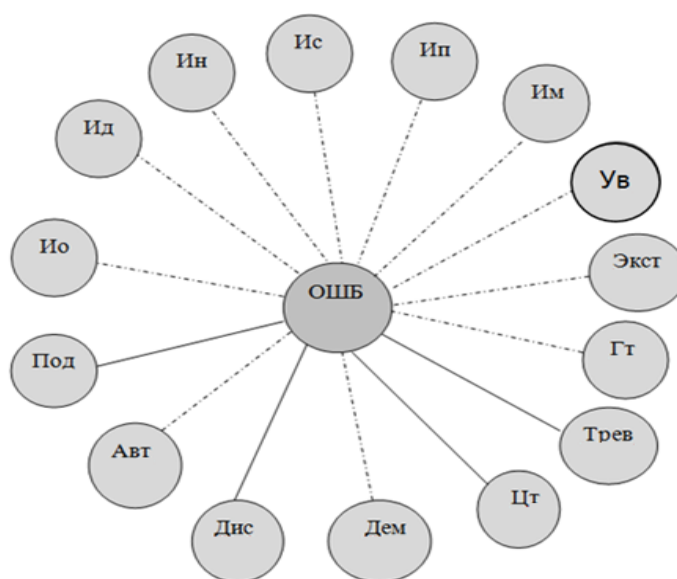 Ис
Ип
Ин
Им
Ид
Ув
Ио
Экст
ОШБ
Гт
Под
Трев
Авт
Цт
Дис
Дем